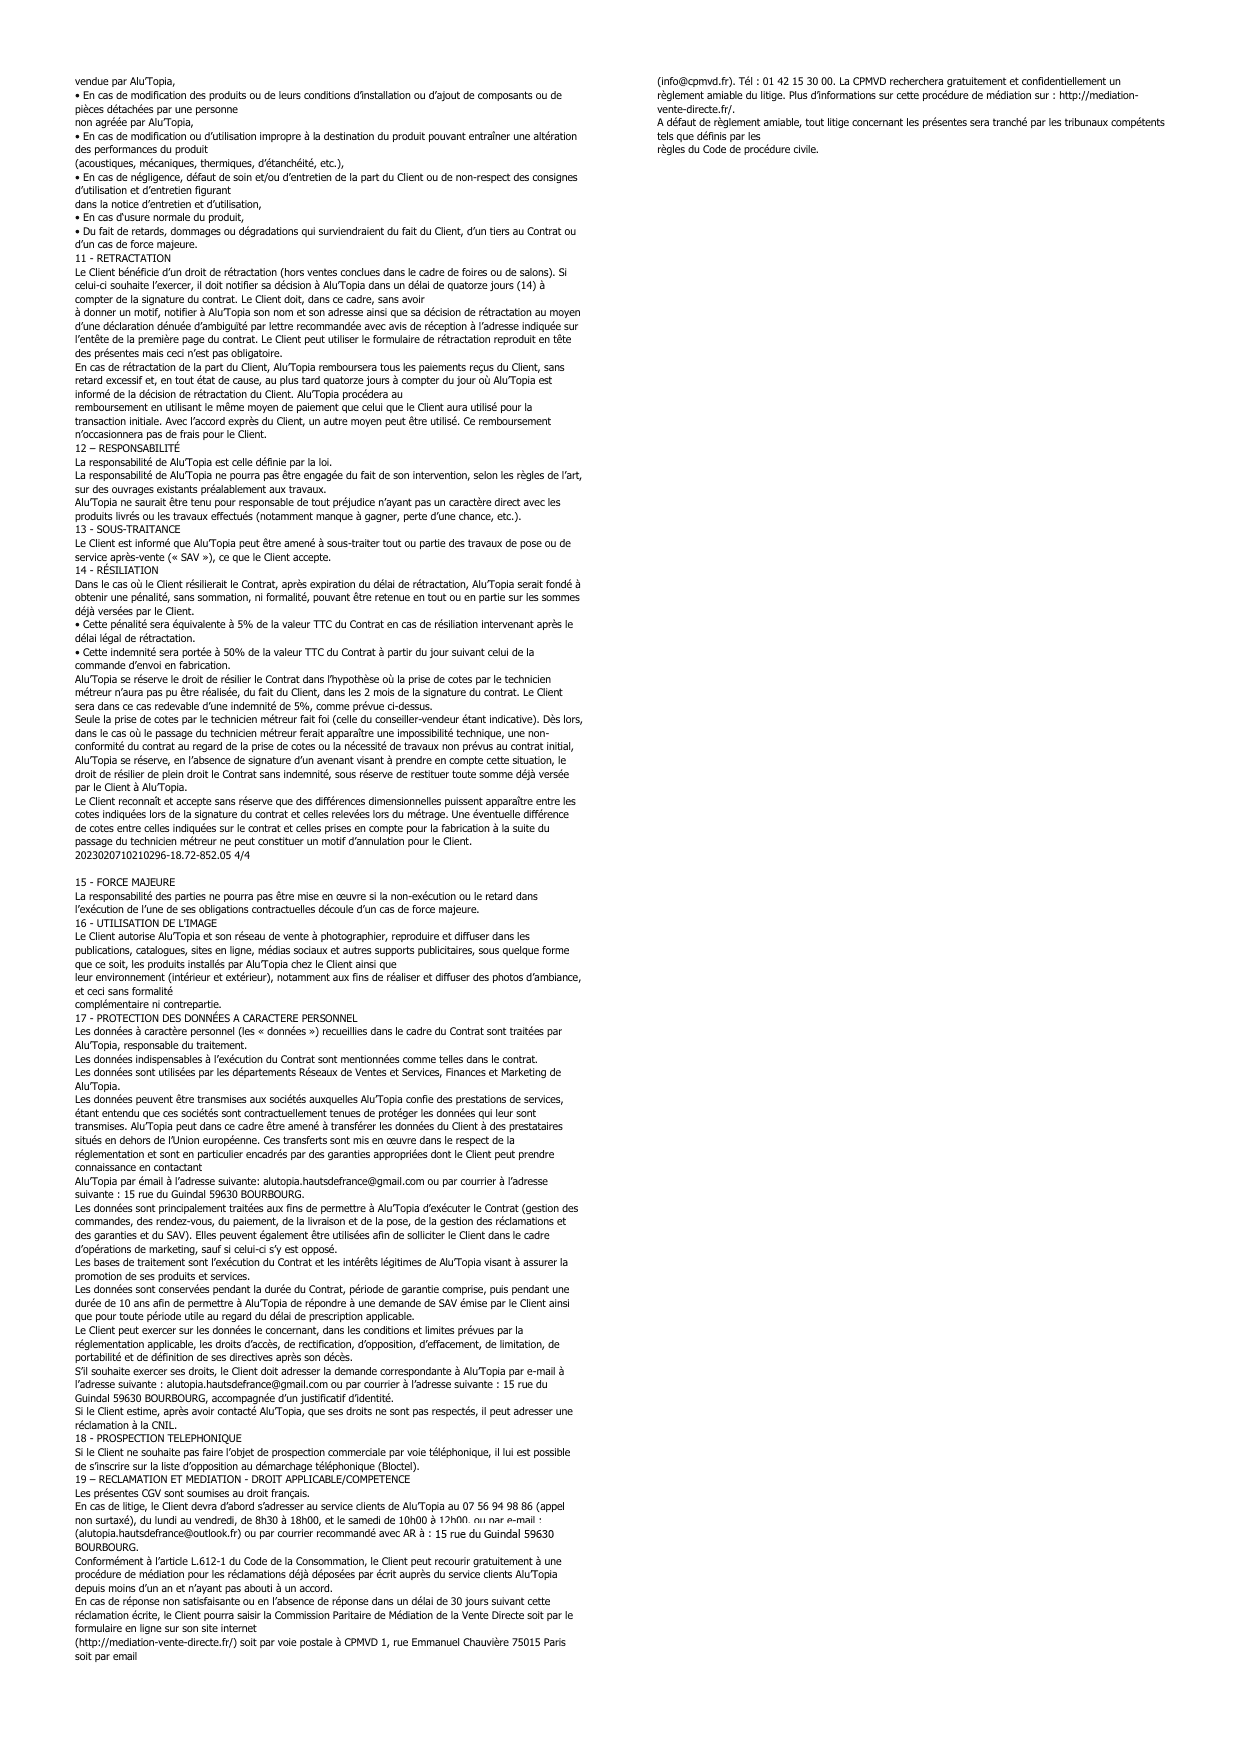 vendue par Alu’Topia,
• En cas de modification des produits ou de leurs conditions d’installation ou d’ajout de composants ou de
pièces détachées par une personne
non agréée par Alu’Topia,
• En cas de modification ou d’utilisation impropre à la destination du produit pouvant entraîner une altération
des performances du produit
(acoustiques, mécaniques, thermiques, d’étanchéité, etc.),
• En cas de négligence, défaut de soin et/ou d’entretien de la part du Client ou de non-respect des consignes
d’utilisation et d’entretien figurant
dans la notice d’entretien et d’utilisation,
• En cas d‘usure normale du produit,
• Du fait de retards, dommages ou dégradations qui surviendraient du fait du Client, d’un tiers au Contrat ou
d’un cas de force majeure.
11 - RETRACTATION
Le Client bénéficie d’un droit de rétractation (hors ventes conclues dans le cadre de foires ou de salons). Si
celui-ci souhaite l’exercer, il doit notifier sa décision à Alu’Topia dans un délai de quatorze jours (14) à
compter de la signature du contrat. Le Client doit, dans ce cadre, sans avoir
à donner un motif, notifier à Alu’Topia son nom et son adresse ainsi que sa décision de rétractation au moyen
d’une déclaration dénuée d’ambiguïté par lettre recommandée avec avis de réception à l’adresse indiquée sur
l’entête de la première page du contrat. Le Client peut utiliser le formulaire de rétractation reproduit en tête
des présentes mais ceci n’est pas obligatoire.
En cas de rétractation de la part du Client, Alu’Topia remboursera tous les paiements reçus du Client, sans
retard excessif et, en tout état de cause, au plus tard quatorze jours à compter du jour où Alu’Topia est
informé de la décision de rétractation du Client. Alu’Topia procédera au
remboursement en utilisant le même moyen de paiement que celui que le Client aura utilisé pour la
transaction initiale. Avec l’accord exprès du Client, un autre moyen peut être utilisé. Ce remboursement
n’occasionnera pas de frais pour le Client.
12 – RESPONSABILITÉ
La responsabilité de Alu’Topia est celle définie par la loi.
La responsabilité de Alu’Topia ne pourra pas être engagée du fait de son intervention, selon les règles de l’art,
sur des ouvrages existants préalablement aux travaux.
Alu’Topia ne saurait être tenu pour responsable de tout préjudice n’ayant pas un caractère direct avec les
produits livrés ou les travaux effectués (notamment manque à gagner, perte d’une chance, etc.).
13 - SOUS-TRAITANCE
Le Client est informé que Alu’Topia peut être amené à sous-traiter tout ou partie des travaux de pose ou de
service après-vente (« SAV »), ce que le Client accepte.
14 - RÉSILIATION
Dans le cas où le Client résilierait le Contrat, après expiration du délai de rétractation, Alu’Topia serait fondé à
obtenir une pénalité, sans sommation, ni formalité, pouvant être retenue en tout ou en partie sur les sommes
déjà versées par le Client.
• Cette pénalité sera équivalente à 5% de la valeur TTC du Contrat en cas de résiliation intervenant après le
délai légal de rétractation.
• Cette indemnité sera portée à 50% de la valeur TTC du Contrat à partir du jour suivant celui de la
commande d’envoi en fabrication.
Alu’Topia se réserve le droit de résilier le Contrat dans l’hypothèse où la prise de cotes par le technicien
métreur n’aura pas pu être réalisée, du fait du Client, dans les 2 mois de la signature du contrat. Le Client
sera dans ce cas redevable d’une indemnité de 5%, comme prévue ci-dessus.
Seule la prise de cotes par le technicien métreur fait foi (celle du conseiller-vendeur étant indicative). Dès lors,
dans le cas où le passage du technicien métreur ferait apparaître une impossibilité technique, une non-
conformité du contrat au regard de la prise de cotes ou la nécessité de travaux non prévus au contrat initial,
Alu’Topia se réserve, en l’absence de signature d’un avenant visant à prendre en compte cette situation, le
droit de résilier de plein droit le Contrat sans indemnité, sous réserve de restituer toute somme déjà versée
par le Client à Alu’Topia.
Le Client reconnaît et accepte sans réserve que des différences dimensionnelles puissent apparaître entre les
cotes indiquées lors de la signature du contrat et celles relevées lors du métrage. Une éventuelle différence
de cotes entre celles indiquées sur le contrat et celles prises en compte pour la fabrication à la suite du
passage du technicien métreur ne peut constituer un motif d’annulation pour le Client.
2023020710210296-18.72-852.05 4/4
15 - FORCE MAJEURE
La responsabilité des parties ne pourra pas être mise en œuvre si la non-exécution ou le retard dans
l’exécution de l’une de ses obligations contractuelles découle d’un cas de force majeure.
16 - UTILISATION DE L'IMAGE
Le Client autorise Alu’Topia et son réseau de vente à photographier, reproduire et diffuser dans les
publications, catalogues, sites en ligne, médias sociaux et autres supports publicitaires, sous quelque forme
que ce soit, les produits installés par Alu’Topia chez le Client ainsi que
leur environnement (intérieur et extérieur), notamment aux fins de réaliser et diffuser des photos d’ambiance,
et ceci sans formalité
complémentaire ni contrepartie.
17 - PROTECTION DES DONNÉES A CARACTERE PERSONNEL
Les données à caractère personnel (les « données ») recueillies dans le cadre du Contrat sont traitées par
Alu’Topia, responsable du traitement.
Les données indispensables à l’exécution du Contrat sont mentionnées comme telles dans le contrat.
Les données sont utilisées par les départements Réseaux de Ventes et Services, Finances et Marketing de
Alu’Topia.
Les données peuvent être transmises aux sociétés auxquelles Alu’Topia confie des prestations de services,
étant entendu que ces sociétés sont contractuellement tenues de protéger les données qui leur sont
transmises. Alu’Topia peut dans ce cadre être amené à transférer les données du Client à des prestataires
situés en dehors de l’Union européenne. Ces transferts sont mis en œuvre dans le respect de la
réglementation et sont en particulier encadrés par des garanties appropriées dont le Client peut prendre
connaissance en contactant
Alu’Topia par émail à l’adresse suivante: alutopia.hautsdefrance@gmail.com ou par courrier à l’adresse
suivante : 15 rue du Guindal 59630 BOURBOURG.
Les données sont principalement traitées aux fins de permettre à Alu’Topia d’exécuter le Contrat (gestion des
commandes, des rendez-vous, du paiement, de la livraison et de la pose, de la gestion des réclamations et
des garanties et du SAV). Elles peuvent également être utilisées afin de solliciter le Client dans le cadre
d’opérations de marketing, sauf si celui-ci s’y est opposé.
Les bases de traitement sont l’exécution du Contrat et les intérêts légitimes de Alu’Topia visant à assurer la
promotion de ses produits et services.
Les données sont conservées pendant la durée du Contrat, période de garantie comprise, puis pendant une
durée de 10 ans afin de permettre à Alu’Topia de répondre à une demande de SAV émise par le Client ainsi
que pour toute période utile au regard du délai de prescription applicable.
Le Client peut exercer sur les données le concernant, dans les conditions et limites prévues par la
réglementation applicable, les droits d’accès, de rectification, d’opposition, d’effacement, de limitation, de
portabilité et de définition de ses directives après son décès.
S’il souhaite exercer ses droits, le Client doit adresser la demande correspondante à Alu’Topia par e-mail à
l’adresse suivante : alutopia.hautsdefrance@gmail.com ou par courrier à l’adresse suivante : 15 rue du
Guindal 59630 BOURBOURG, accompagnée d’un justificatif d’identité.
Si le Client estime, après avoir contacté Alu’Topia, que ses droits ne sont pas respectés, il peut adresser une
réclamation à la CNIL.
18 - PROSPECTION TELEPHONIQUE
Si le Client ne souhaite pas faire l’objet de prospection commerciale par voie téléphonique, il lui est possible
de s’inscrire sur la liste d’opposition au démarchage téléphonique (Bloctel).
19 – RECLAMATION ET MEDIATION - DROIT APPLICABLE/COMPETENCE
Les présentes CGV sont soumises au droit français.
En cas de litige, le Client devra d’abord s’adresser au service clients de Alu’Topia au 07 56 94 98 86 (appel
non surtaxé), du lundi au vendredi, de 8h30 à 18h00, et le samedi de 10h00 à 12h00, ou par e-mail :
(alutopia.hautsdefrance@outlook.fr) ou par courrier recommandé avec AR à : 15 rue du Guindal 59630
BOURBOURG.
Conformément à l’article L.612-1 du Code de la Consommation, le Client peut recourir gratuitement à une
procédure de médiation pour les réclamations déjà déposées par écrit auprès du service clients Alu’Topia
depuis moins d’un an et n’ayant pas abouti à un accord.
En cas de réponse non satisfaisante ou en l’absence de réponse dans un délai de 30 jours suivant cette
réclamation écrite, le Client pourra saisir la Commission Paritaire de Médiation de la Vente Directe soit par le
formulaire en ligne sur son site internet
(http://mediation-vente-directe.fr/) soit par voie postale à CPMVD 1, rue Emmanuel Chauvière 75015 Paris
soit par email
(info@cpmvd.fr). Tél : 01 42 15 30 00. La CPMVD recherchera gratuitement et confidentiellement un
règlement amiable du litige. Plus d’informations sur cette procédure de médiation sur : http://mediation-
vente-directe.fr/.
A défaut de règlement amiable, tout litige concernant les présentes sera tranché par les tribunaux compétents
tels que définis par les
règles du Code de procédure civile.